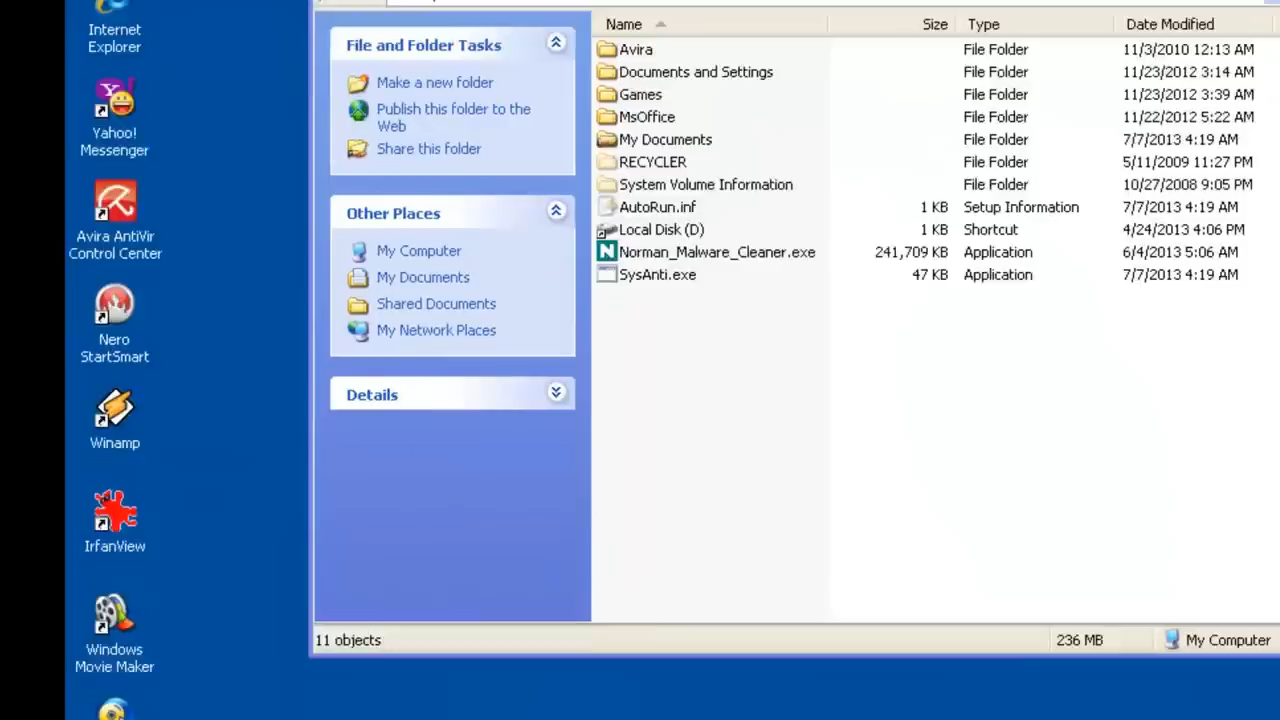 Internet
Explorer
Yahoo!
Messenger
Avira AntiVir
Control Center
Nero
StartSmart
Winamp
IrfanView
Windows
Movie Maker
File and Folder Tasks
Make a new folder
Publish this folder to the
Web
Share this folder
Other Places
My Computer
My Documents
Shared Documents
My Network Places
Details
Name Size Type Date Modified
Avira File Folder 11/3/2010 12:13 AM
Documents and Settings File Folder 11/23/2012 3:14 AM
Games File Folder 11/23/2012 3:39 AM
MsOffice File Folder 11/22/2012 5:22 AM
My Documents File Folder 7/7/2013 4:19 AM
RECYCLER File Folder 5/11/2009 11:27 PM
System Volume Information File Folder 10/27/2008 9:05 PM
AutoRun.inf 1 KB Setup Information 7/7/2013 4:19 AM
Local Disk (D) 1 KB Shortcut 4/24/2013 4:06 PM
Norman_Malware_Cleaner.exe 241,709 KB Application 6/4/2013 5:06 AM
SysAnti.exe 47 KB Application 7/7/2013 4:19 AM
11 objects 236 MB My Computer